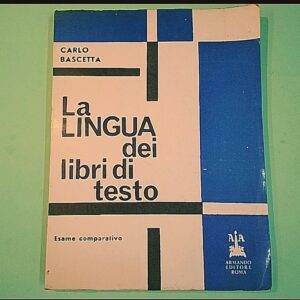 CARLO
BASCETTA
La
LINGUA
dei
libri di
testo
Esame comparativo
ARMANDO
EDITORE
ROMA